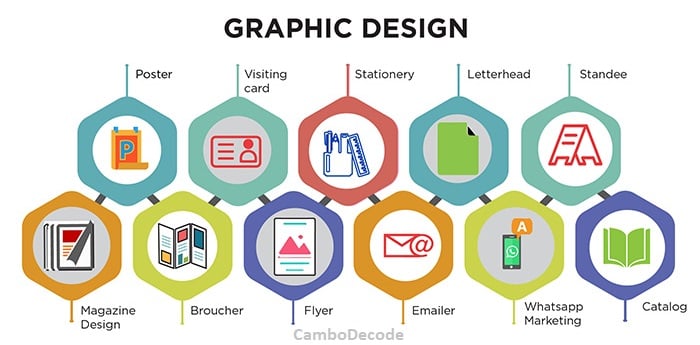 GRAPHIC DESIGN
Poster
Visiting
card
Stationery
Letterhead
Standee
P
A
Magazine
Design
Broucher
Flyer
Emailer
Whatsapp
Marketing
Catalog
CamboDecode